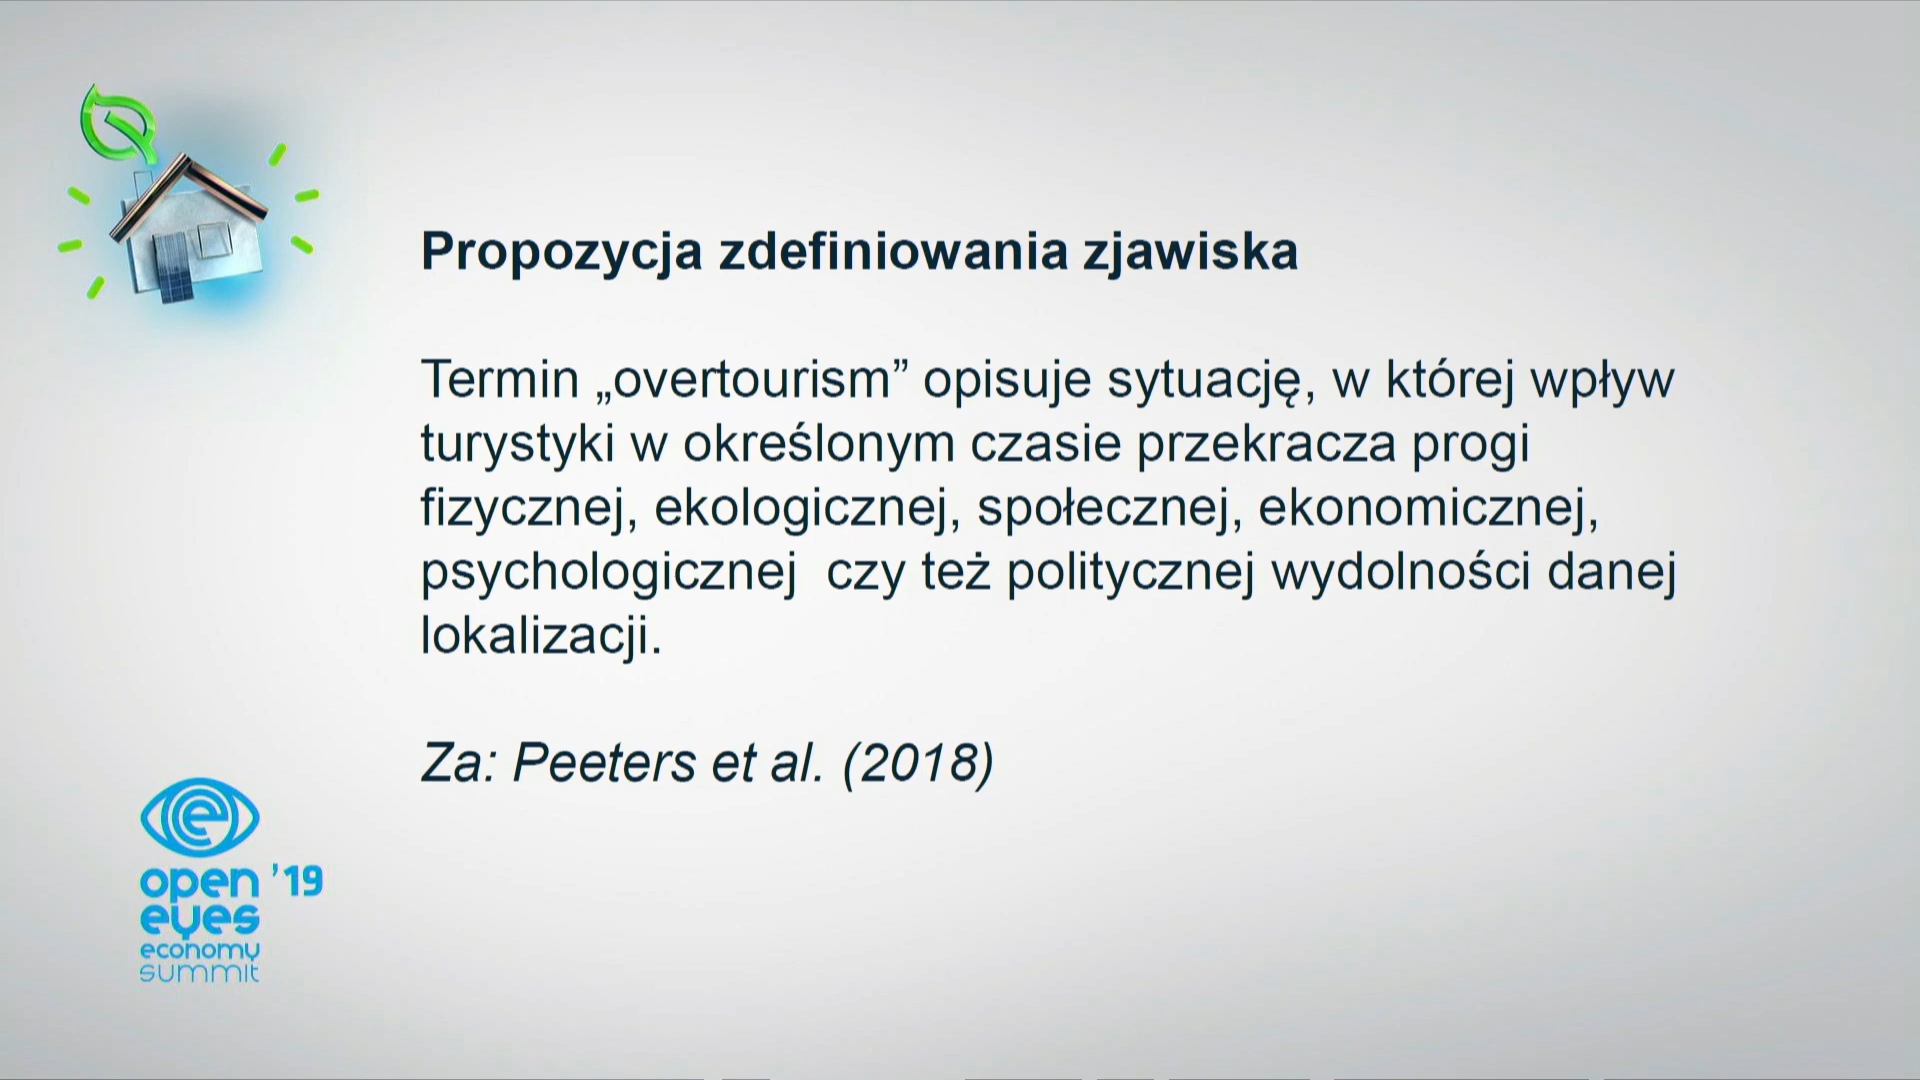 Propozycja zdefiniowania zjawiska
Termin „overtourism” opisuje sytuację, w której wpływ
turystyki w określonym czasie przekracza progi
fizycznej, ekologicznej, społecznej, ekonomicznej,
psychologicznej  czy też politycznej wydolności danej
lokalizacji.
Za: Peeters et al. (2018)
e
open '19
eyes
economy
summit